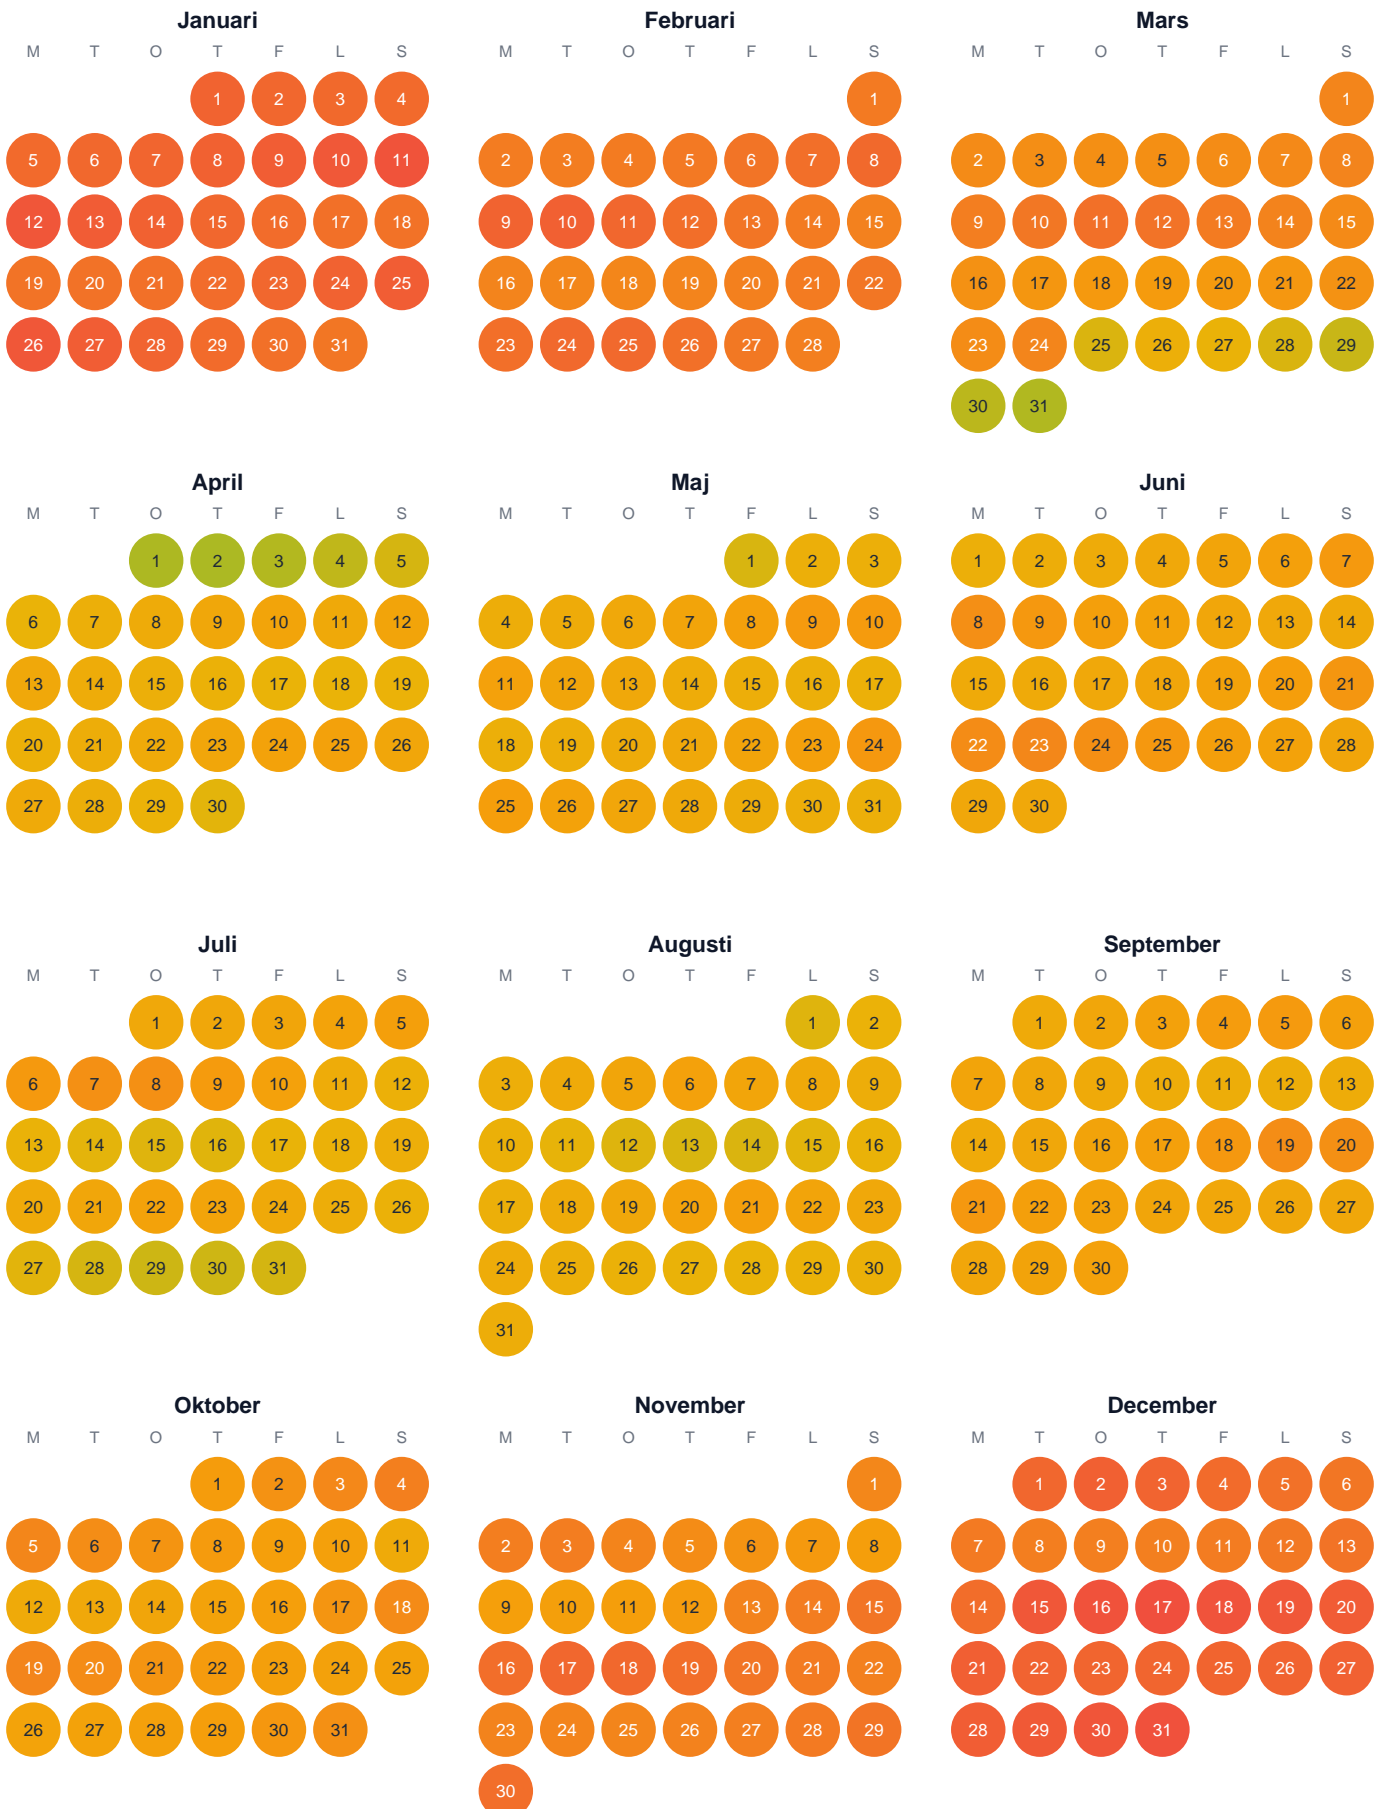 Januari Februari Mars
M T O T F L S M T O T F L S M T O T F L S
1 2 3 4 1 1
5 6 7 8 9 10 11 2 3 4 5 6 7 8 2 3 4 5 6 7 8
12 13 14 15 16 17 18 9 10 11 12 13 14 15 9 10 11 12 13 14 15
19 20 21 22 23 24 25 16 17 18 19 20 21 22 16 17 18 19 20 21 22
26 27 28 29 30 31 23 24 25 26 27 28 23 24 25 26 27 28 29
30 31
April Maj Juni
M T O T F L S M T O T F L S M T O T F L S
1 2 3 4 5 1 2 3 1 2 3 4 5 6 7
6 7 8 9 10 11 12 4 5 6 7 8 9 10 8 9 10 11 12 13 14
13 14 15 16 17 18 19 11 12 13 14 15 16 17 15 16 17 18 19 20 21
20 21 22 23 24 25 26 18 19 20 21 22 23 24 22 23 24 25 26 27 28
27 28 29 30 25 26 27 28 29 30 31 29 30
Juli Augusti September
M T O T F L S M T O T F L S M T O T F L S
1 2 3 4 5 1 2 1 2 3 4 5 6
6 7 8 9 10 11 12 3 4 5 6 7 8 9 7 8 9 10 11 12 13
13 14 15 16 17 18 19 10 11 12 13 14 15 16 14 15 16 17 18 19 20
20 21 22 23 24 25 26 17 18 19 20 21 22 23 21 22 23 24 25 26 27
27 28 29 30 31 24 25 26 27 28 29 30 28 29 30
31
Oktober November December
M T O T F L S M T O T F L S M T O T F L S
1 2 3 4 1 1 2 3 4 5 6
5 6 7 8 9 10 11 2 3 4 5 6 7 8 7 8 9 10 11 12 13
12 13 14 15 16 17 18 9 10 11 12 13 14 15 14 15 16 17 18 19 20
19 20 21 22 23 24 25 16 17 18 19 20 21 22 21 22 23 24 25 26 27
26 27 28 29 30 31 23 24 25 26 27 28 29 28 29 30 31
30